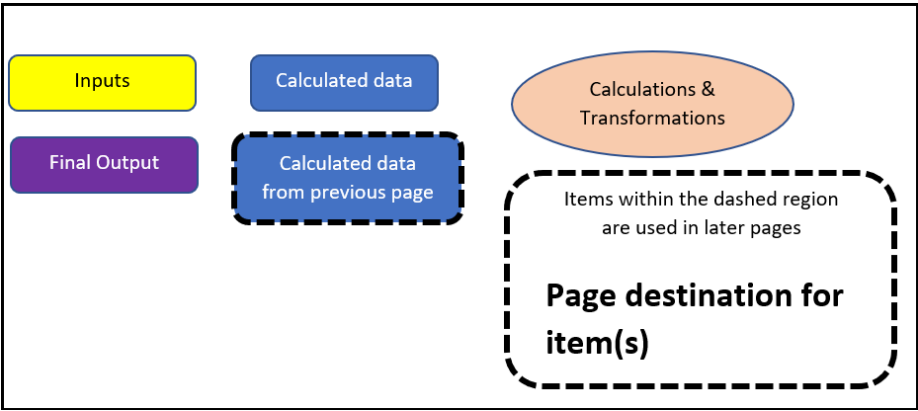 Inputs
Calculated data
Calculations &
Transformations
Final Output
Calculated data
from previous page
Items within the dashed region
are used in later pages
Page destination for
item(s)